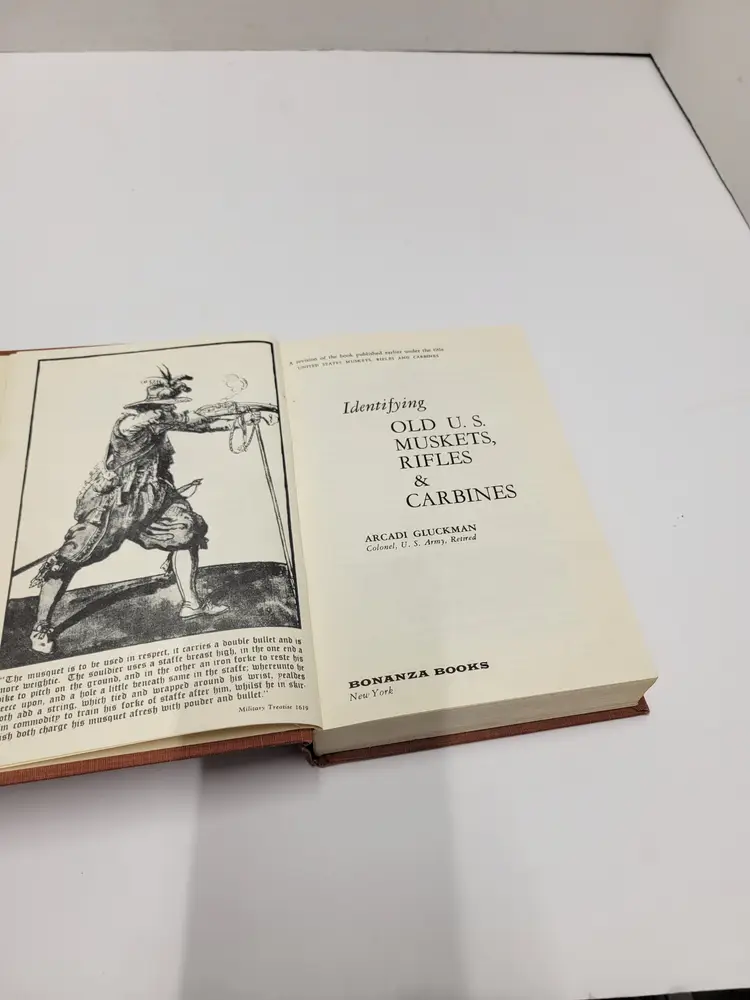 "The musquet is to be used in respect, it carries a double bullet and is
more weightie. The souldier uses a staffe breast high, in the one end a
pike to pitch on the ground, and in the other an iron forke to reste his
peece upon, and a hole a little beneath same in the staffe; whereunto he
doth add a string, which tied and wrapped around his wrist, yealdes
him commodity to train his forke of staffe after him, whilst he in skir-
ish doth charge his musquet afresh with pouder and bullet."
Military Treatise 1619
A revision of the book published earlier under the title
UNITED STATES MUSKETS, RIFLES AND CARBINES
Identifying
OLD U. S.
MUSKETS,
RIFLES
&
CARBINES
ARCADI GLUCKMAN
Colonel, U. S. Army, Retired
BONANZA BOOKS
New York